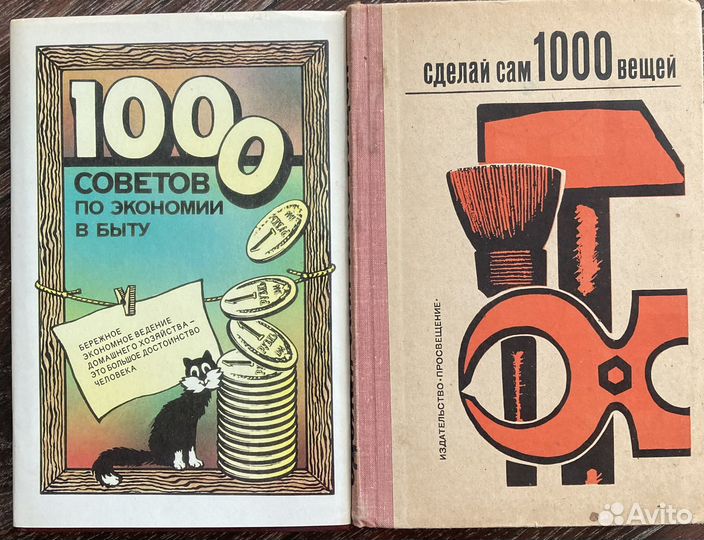 1000
СОВЕТОВ
ПО ЭКОНОМИИ
В БЫТУ
БЕРЕЖНОЕ
ЭКОНОМНОЕ ВЕДЕНИЕ
ДОМАШНЕГО ХОЗЯЙСТВА –
ЭТО БОЛЬШОЕ ДОСТОИНСТВО
ЧЕЛОВЕКА
сделай сам 1000 вещей
ИЗДАТЕЛЬСТВО·ПРОСВЕЩЕНИЕ·
Avito